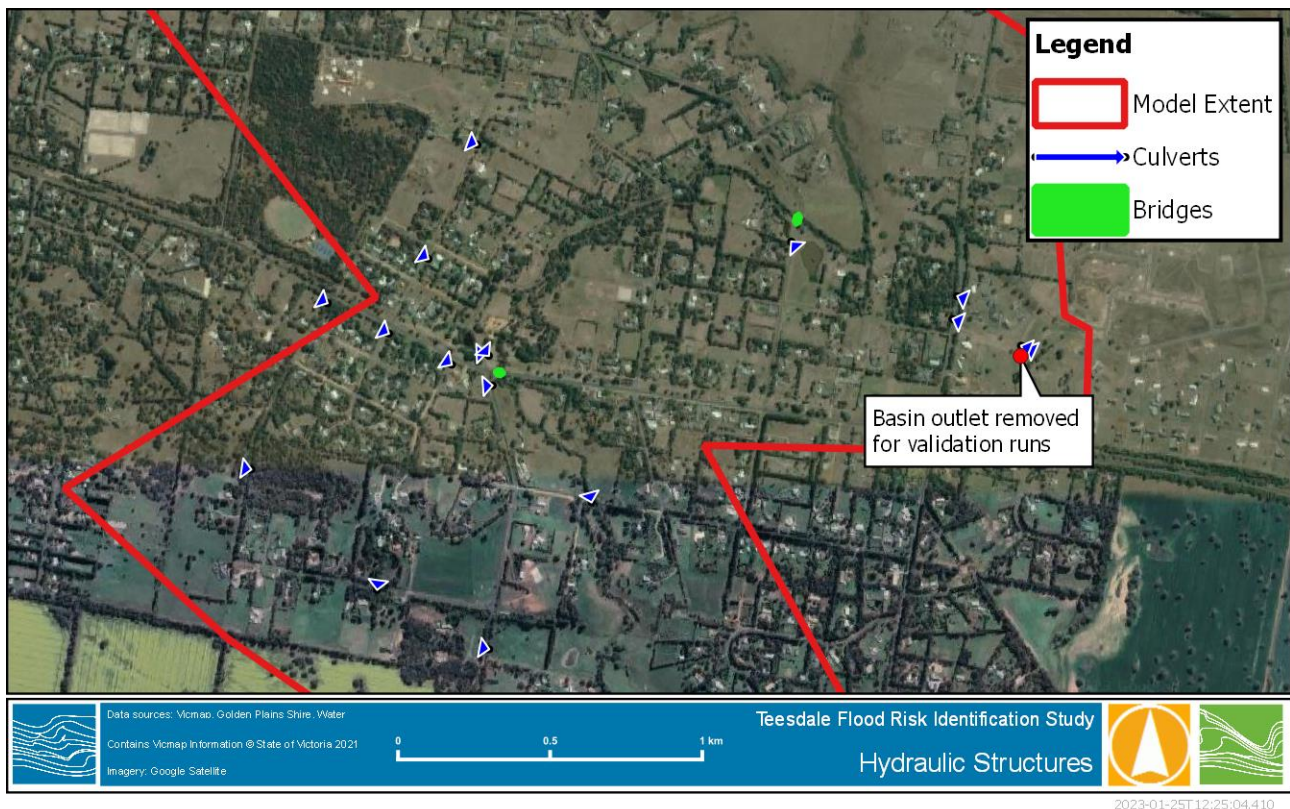 Legend
Model Extent
Culverts
Bridges
Basin outlet removed
for validation runs
Data sources: Vicmap, Golden Plains Shire, Water
Contains Vicmap Information © State of Victoria 2021
Imagery: Google Satellite
0 0.5 1 km
Teesdale Flood Risk Identification Study
Hydraulic Structures
2023-01-25T12:25:04.410